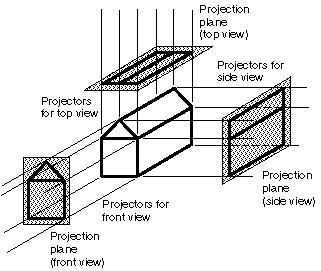 Projection
plane
(top view)
Projectors for
side view
Projectors
for top view
Projection
plane
(side view)
Projectors for
front view
Projection
plane
(front view)